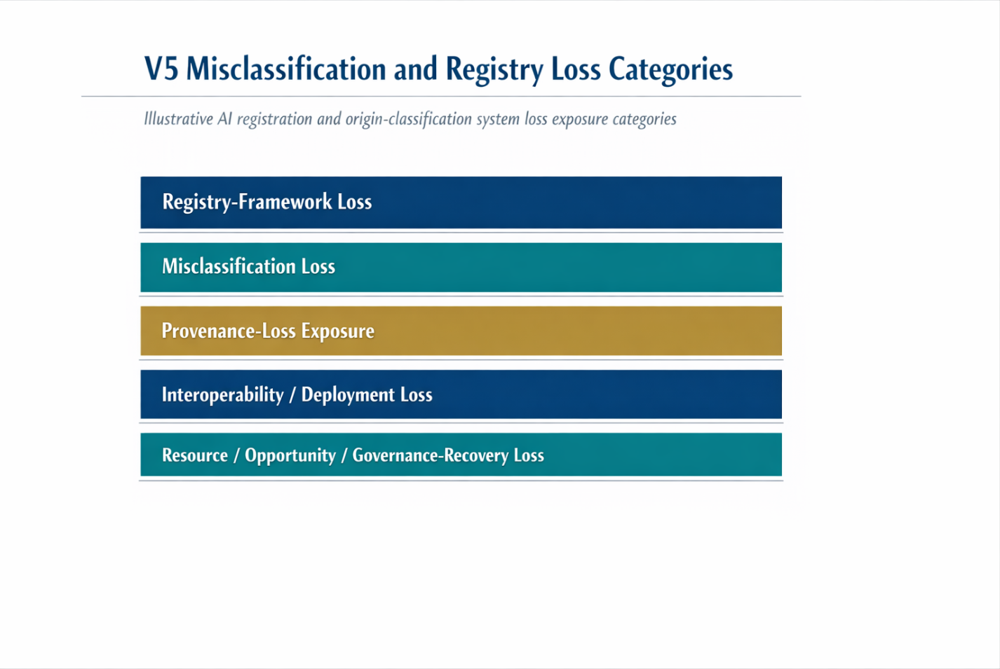 V5 Misclassification and Registry Loss Categories
Illustrative AI registration and origin-classification system loss exposure categories
Registry-Framework Loss
Misclassification Loss
Provenance-Loss Exposure
Interoperability / Deployment Loss
Resource / Opportunity / Governance-Recovery Loss